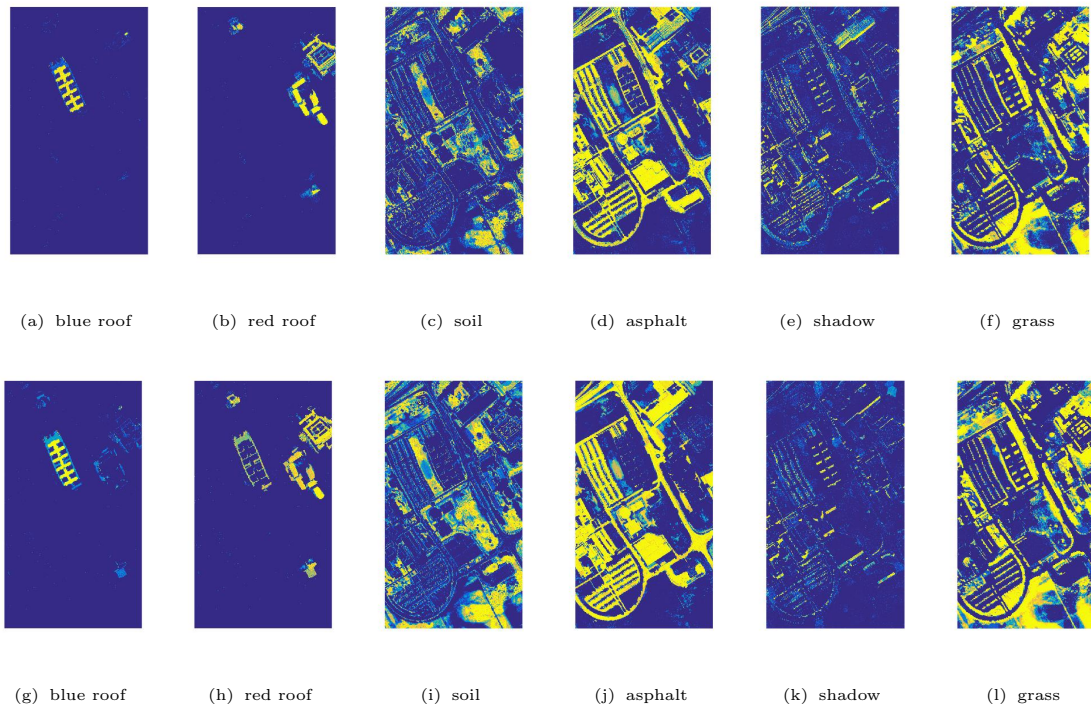 (a) blue roof (b) red roof (c) soil (d) asphalt (e) shadow (f) grass
(g) blue roof (h) red roof (i) soil (j) asphalt (k) shadow (l) grass